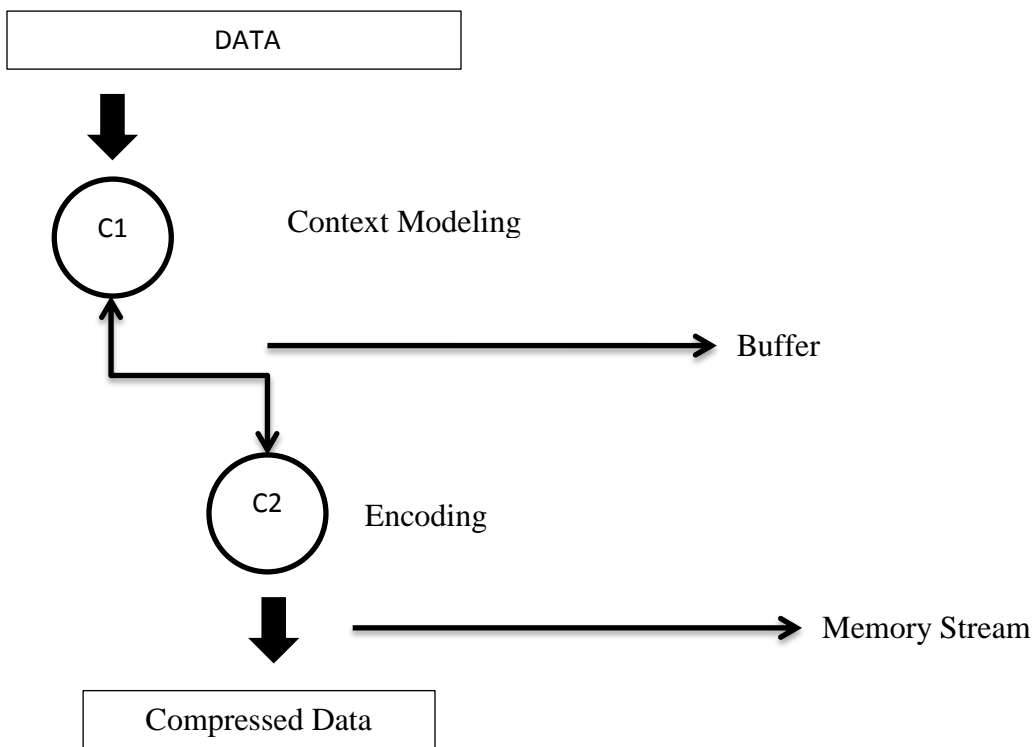 DATA
C1
Context Modeling
Buffer
C2
Encoding
Memory Stream
Compressed Data